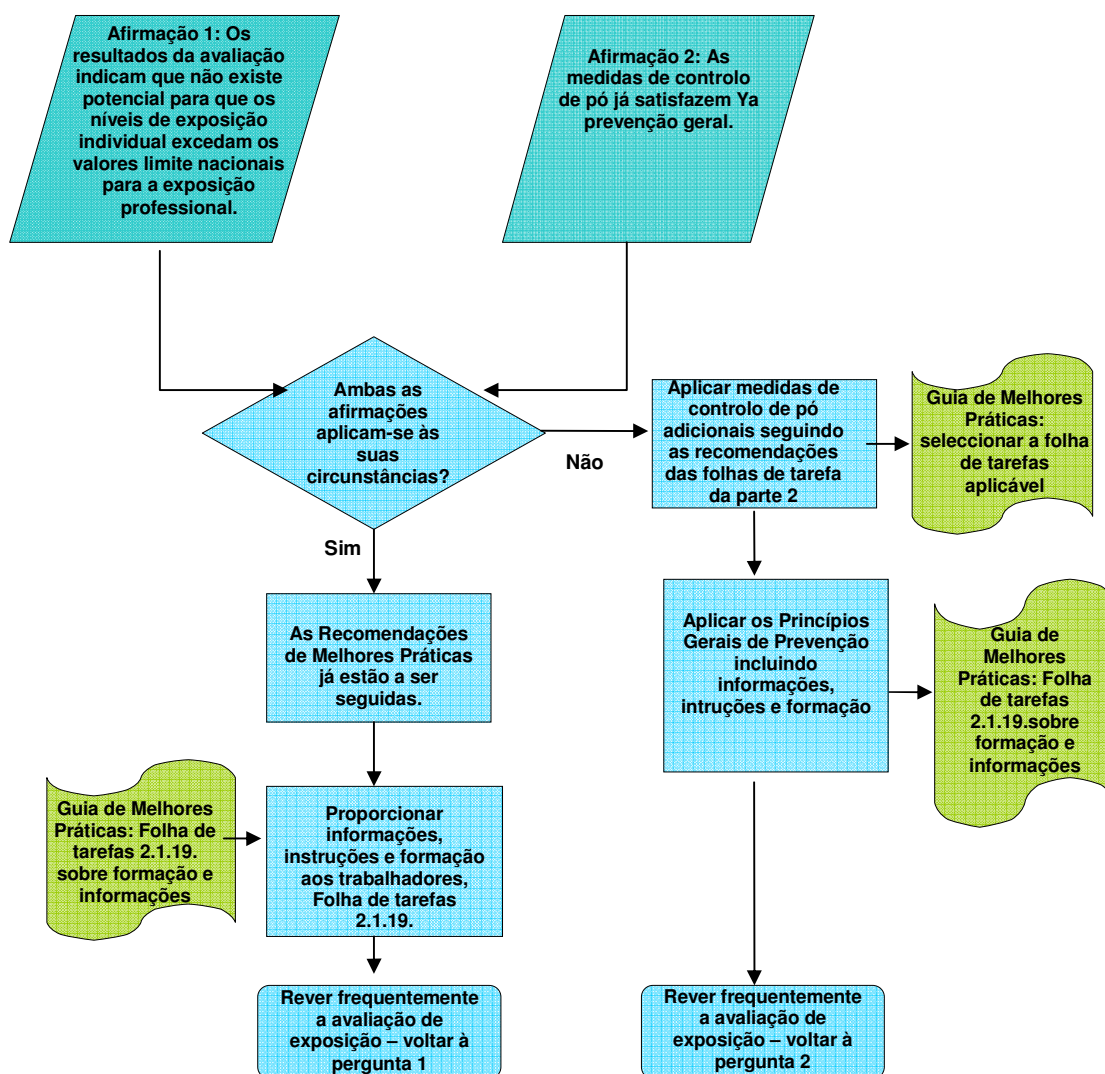 Afirmação 1: Os
resultados da avaliação
indicam que não existe
potencial para que os
níveis de exposição
individual excedam os
valores limite nacionais
para a exposição
professional.
Afirmação 2: As
medidas de controlo
de pó já satisfazem Ya
prevenção geral.
Ambas as
afirmações
aplicam-se às
suas
circunstâncias?
Não
Aplicar medidas de
controlo de pó
adicionais seguindo
as recomendações
das folhas de tarefa
da parte 2
Guia de Melhores
Práticas:
seleccionar a folha
de tarefas
aplicável
Sim
As Recomendações
de Melhores Práticas
já estão a ser
seguidas.
Aplicar os Princípios
Gerais de Prevenção
incluindo
informações,
intruções e formação
Guia de
Melhores
Práticas: Folha
de tarefas
2.1.19.sobre
formação e
informações
Guia de Melhores
Práticas: Folha de
tarefas 2.1.19.
sobre formação e
informações
Proporcionar
informações,
instruções e formação
aos trabalhadores,
Folha de tarefas
2.1.19.
Rever frequentemente
a avaliação de
exposição – voltar à
pergunta 1
Rever frequentemente
a avaliação de
exposição – voltar à
pergunta 2